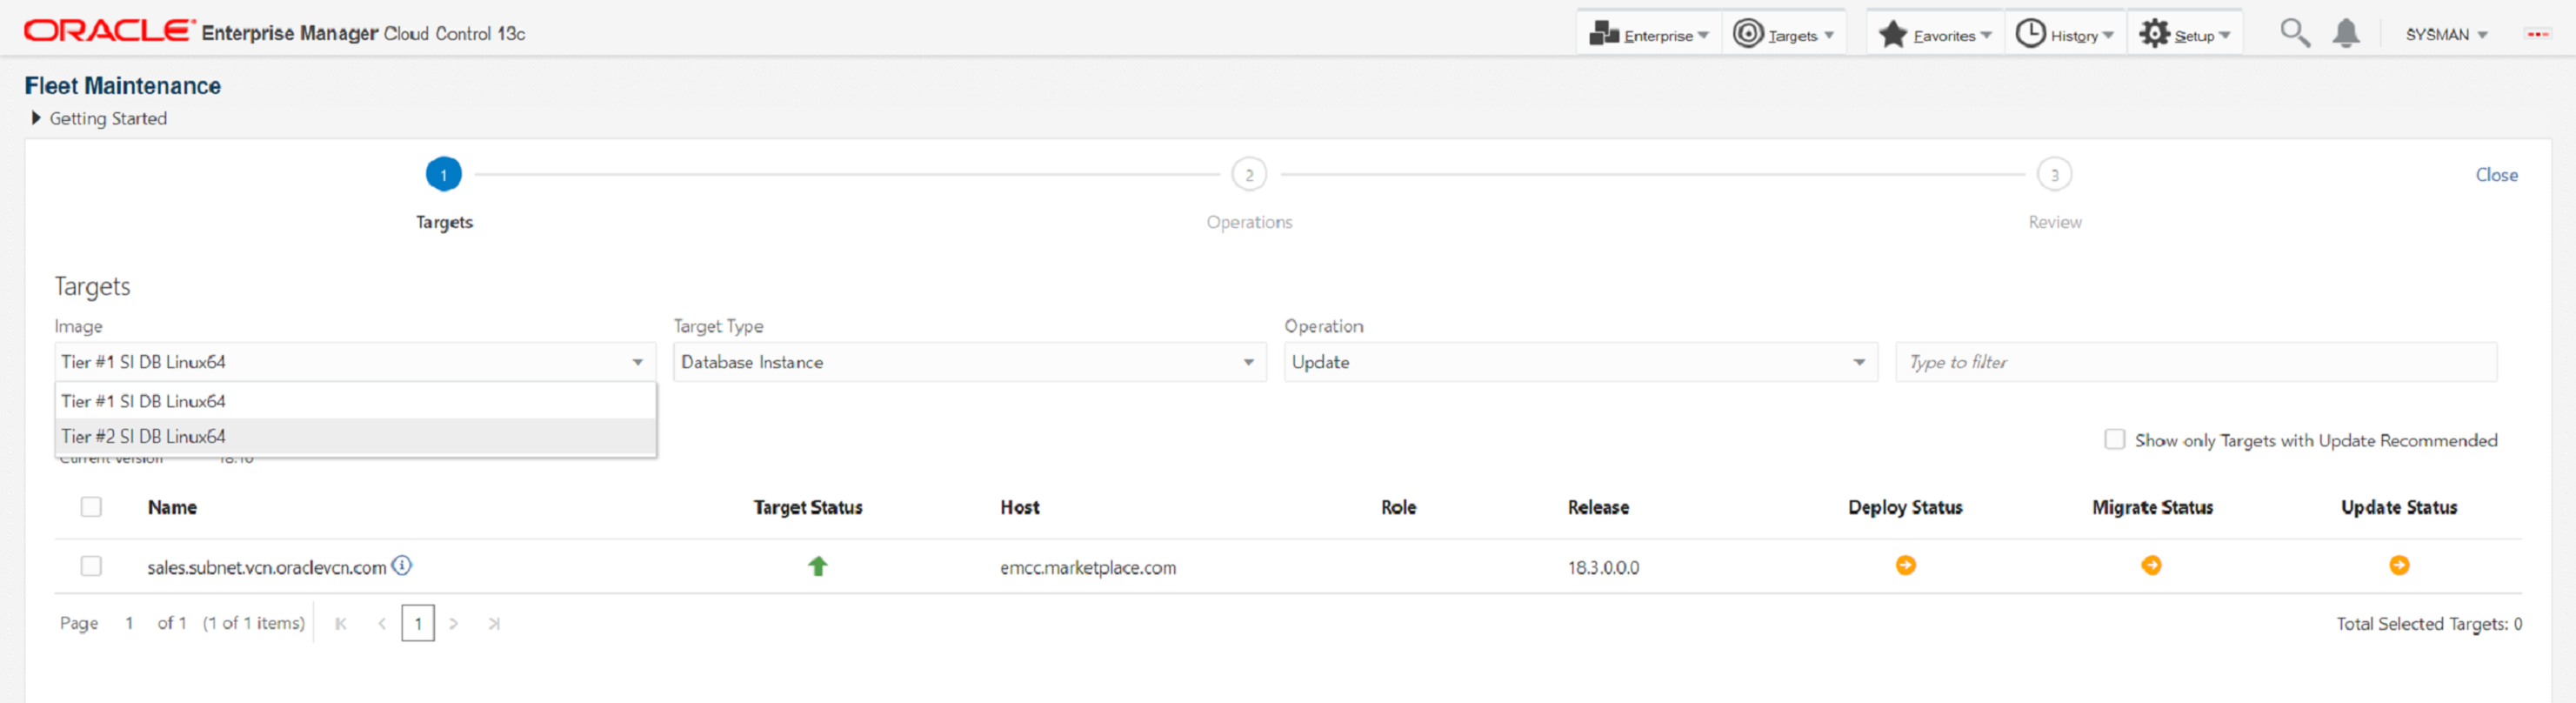 ORACLE Enterprise Manager Cloud Control 13c
Enterprise Targets Favorites History Setup SYSMAN
Fleet Maintenance
Getting Started
1 2 3 Close
Targets Operations Review
Targets
Image Target Type Operation
Tier #1 SI DB Linux64 Database Instance Update Type to filter
Tier #1 SI DB Linux64
Tier #2 SI DB Linux64
Show only Targets with Update Recommended
Current Version 18.10
Name Target Status Host Role Release Deploy Status Migrate Status Update Status
sales.subnet.vcn.oraclevcn.com emcc.marketplace.com 18.3.0.0.0
Page 1 of 1 (1 of 1 items) 1 Total Selected Targets: 0